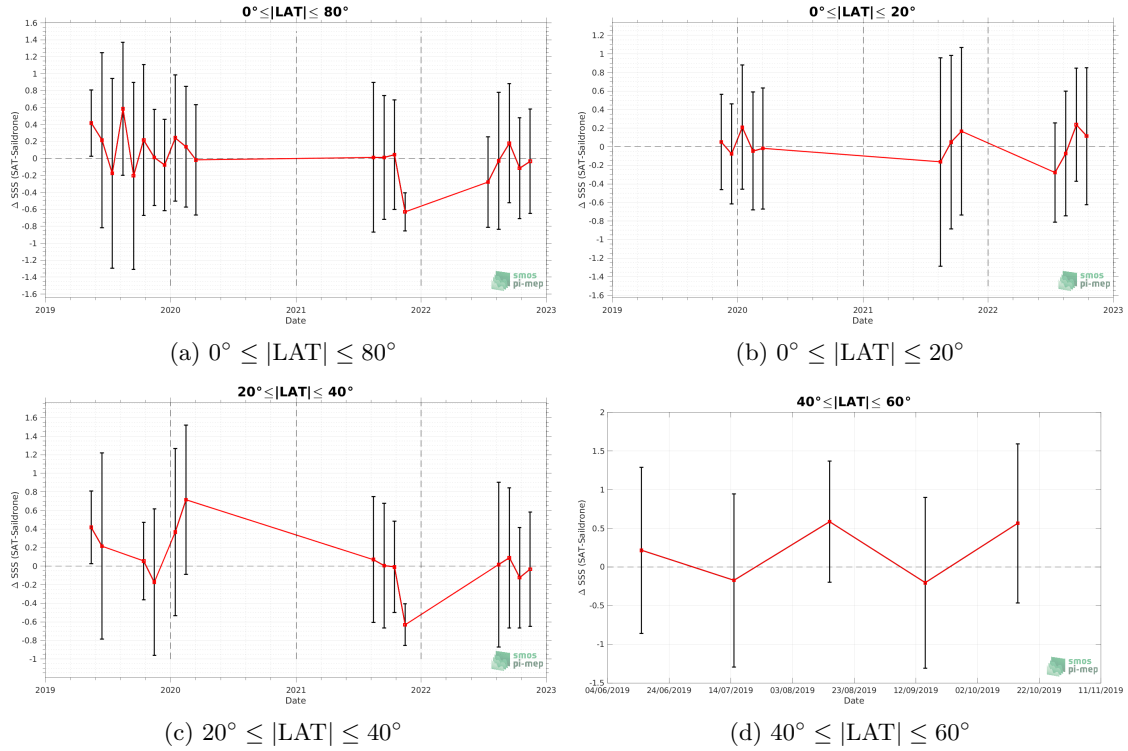 0°≤|LAT|≤ 80°
Δ SSS (SAT-Saildrone)
1.6
1.4
1.2
1
0.8
0.6
0.4
0.2
0
-0.2
-0.4
-0.6
-0.8
-1
-1.2
-1.4
-1.6
2019 2020 2021 2022 2023
Date
smos
pi-mep
(a) 0° ≤ |LAT| ≤ 80°
0°≤|LAT|≤ 20°
Δ SSS (SAT-Saildrone)
1.2
1
0.8
0.6
0.4
0.2
0
-0.2
-0.4
-0.6
-0.8
-1
-1.2
-1.4
-1.6
2019 2020 2021 2022 2023
Date
smos
pi-mep
(b) 0° ≤ |LAT| ≤ 20°
20°≤|LAT|≤ 40°
Δ SSS (SAT-Saildrone)
1.6
1.4
1.2
1
0.8
0.6
0.4
0.2
0
-0.2
-0.4
-0.6
-0.8
-1
2019 2020 2021 2022 2023
Date
smos
pi-mep
(c) 20° ≤ |LAT| ≤ 40°
40°≤|LAT|≤ 60°
Δ SSS (SAT-Saildrone)
2
1.5
1
0.5
0
-0.5
-1
-1.5
04/06/2019 24/06/2019 14/07/2019 03/08/2019 23/08/2019 12/09/2019 02/10/2019 22/10/2019 11/11/2019
Date
smos
pi-mep
(d) 40° ≤ |LAT| ≤ 60°